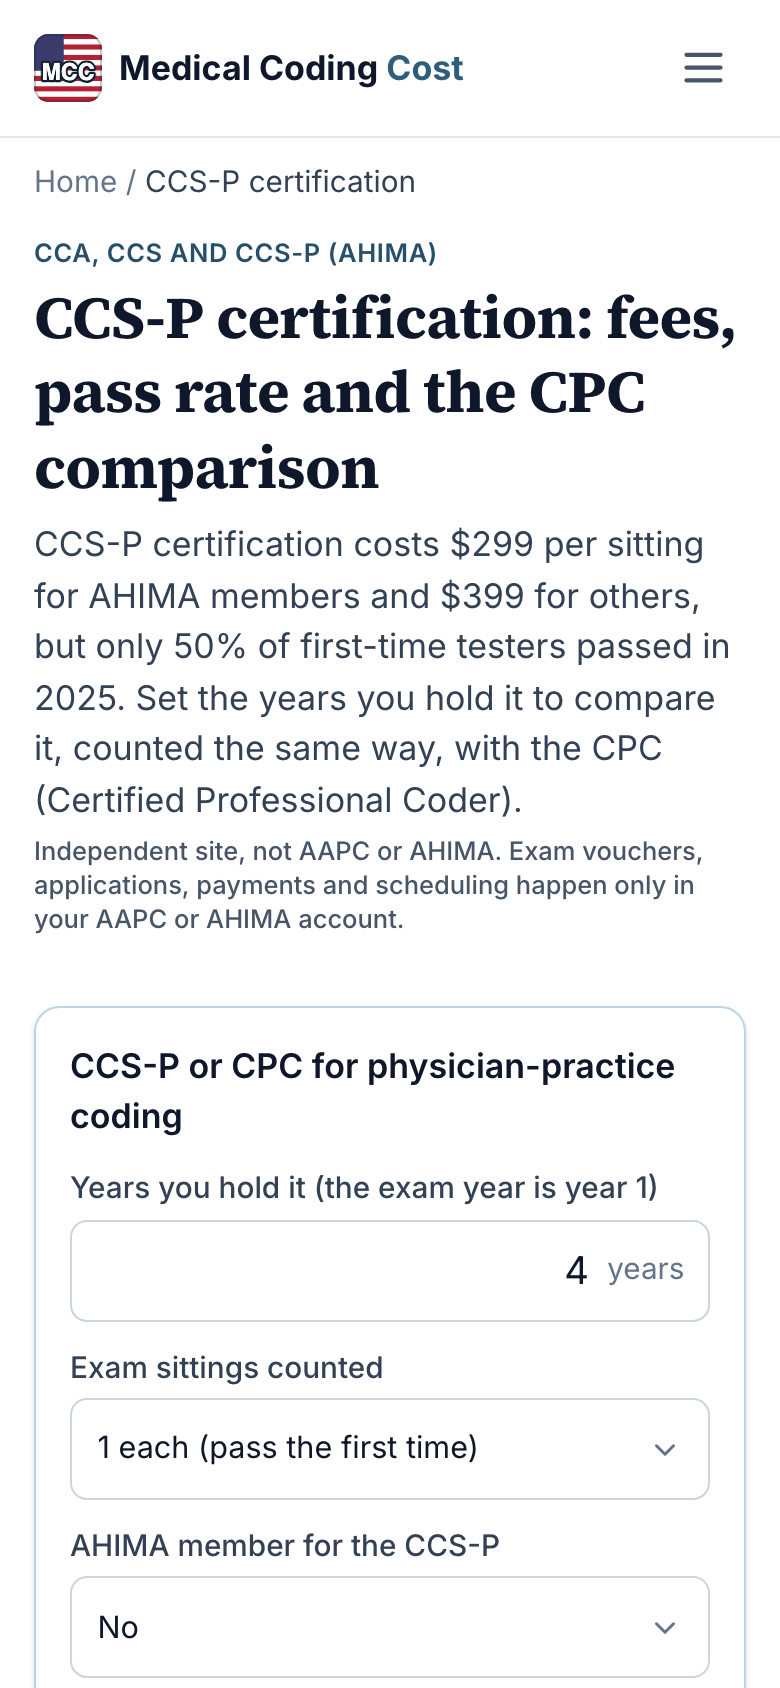 MCC
Medical Coding Cost
Home / CCS-P certification
CCA, CCS AND CCS-P (AHIMA)
CCS-P certification: fees,
pass rate and the CPC
comparison
CCS-P certification costs $299 per sitting
for AHIMA members and $399 for others,
but only 50% of first-time testers passed in
2025. Set the years you hold it to compare
it, counted the same way, with the CPC
(Certified Professional Coder).
Independent site, not AAPC or AHIMA. Exam vouchers,
applications, payments and scheduling happen only in
your AAPC or AHIMA account.
CCS-P or CPC for physician-practice
coding
Years you hold it (the exam year is year 1)
4 years
Exam sittings counted
1 each (pass the first time)
AHIMA member for the CCS-P
No